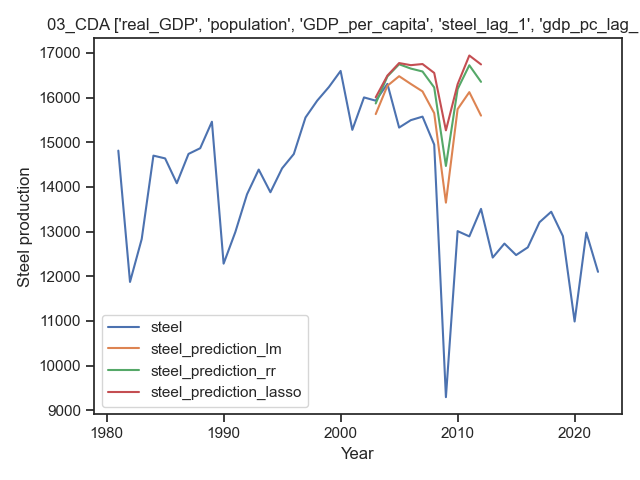 03_CDA ['real_GDP', 'population', 'GDP_per_capita', 'steel_lag_1', 'gdp_pc_lag_
17000
16000
15000
14000
13000
12000
11000
10000
9000
Steel production
steel
steel_prediction_lm
steel_prediction_rr
steel_prediction_lasso
1980
1990
2000
2010
2020
Year